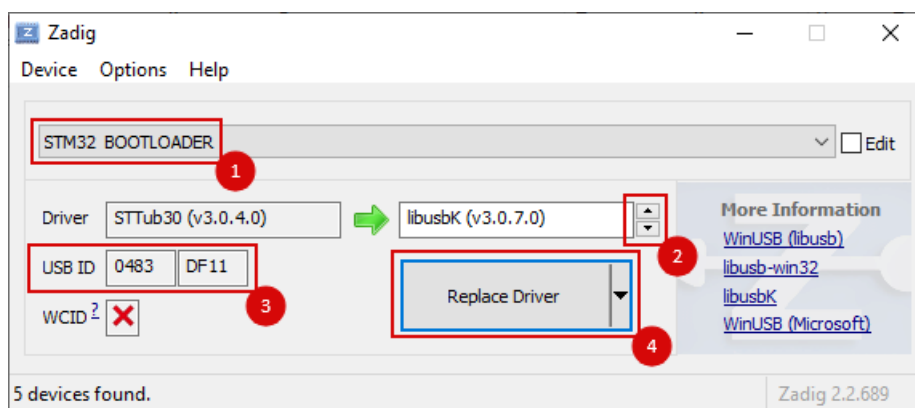 Zadig
Device Options Help
STM32 BOOTLOADER
Edit
1
Driver STTub30 (v3.0.4.0) libusbK (v3.0.7.0)
2
USB ID 0483 DF11
3
WCID ?
Replace Driver
4
More Information
WinUSB (libusb)
libusb-win32
libusbK
WinUSB (Microsoft)
5 devices found.
Zadig 2.2.689